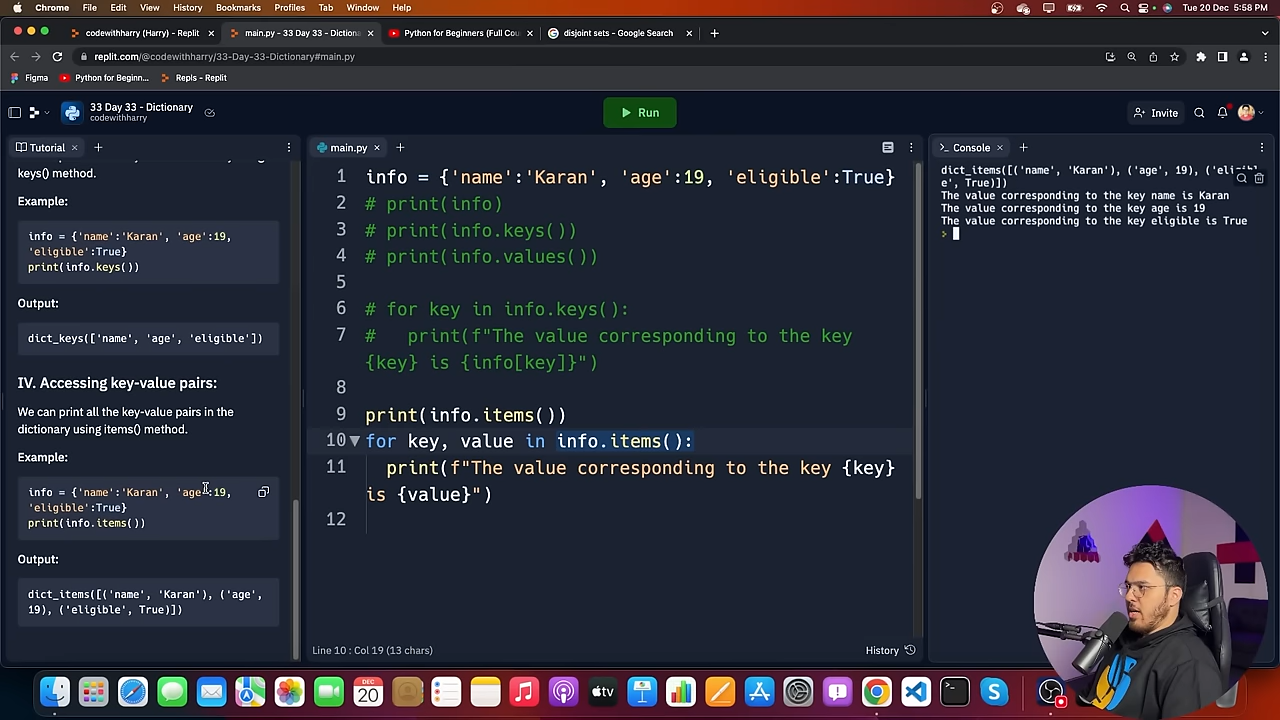 Chrome File Edit View History Bookmarks Profiles Tab Window Help Tue 20 Dec 5:58 PM
codewithharry (Harry) - Replit main.py - 33 Day 33 - Dictiona Python for Beginners (Full Cou disjoint sets - Google Search
replit.com/@codewithharry/33-Day-33-Dictionary#main.py
Figma Python for Beginn... Repls - Replit
33 Day 33 - Dictionary
codewithharry
Run
Invite
Tutorial
keys() method.
Example:
info = {'name':'Karan', 'age':19,
'eligible':True}
print(info.keys())
Output:
dict_keys(['name', 'age', 'eligible'])
IV. Accessing key-value pairs:
We can print all the key-value pairs in the
dictionary using items() method.
Example:
info = {'name':'Karan', 'age':19,
'eligible':True}
print(info.items())
Output:
dict_items([('name', 'Karan'), ('age',
19), ('eligible', True)])
main.py
1 info = {'name':'Karan', 'age':19, 'eligible':True}
2 # print(info)
3 # print(info.keys())
4 # print(info.values())
5
6 # for key in info.keys():
7 #   print(f"The value corresponding to the key
{key} is {info[key]}")
8
9 print(info.items())
10 for key, value in info.items():
11   print(f"The value corresponding to the key {key}
is {value}")
12
Line 10 : Col 19 (13 chars)
History
Console
dict_items([('name', 'Karan'), ('age', 19), ('eligibl
e', True)])
The value corresponding to the key name is Karan
The value corresponding to the key age is 19
The value corresponding to the key eligible is True
>
DEC
20
tv